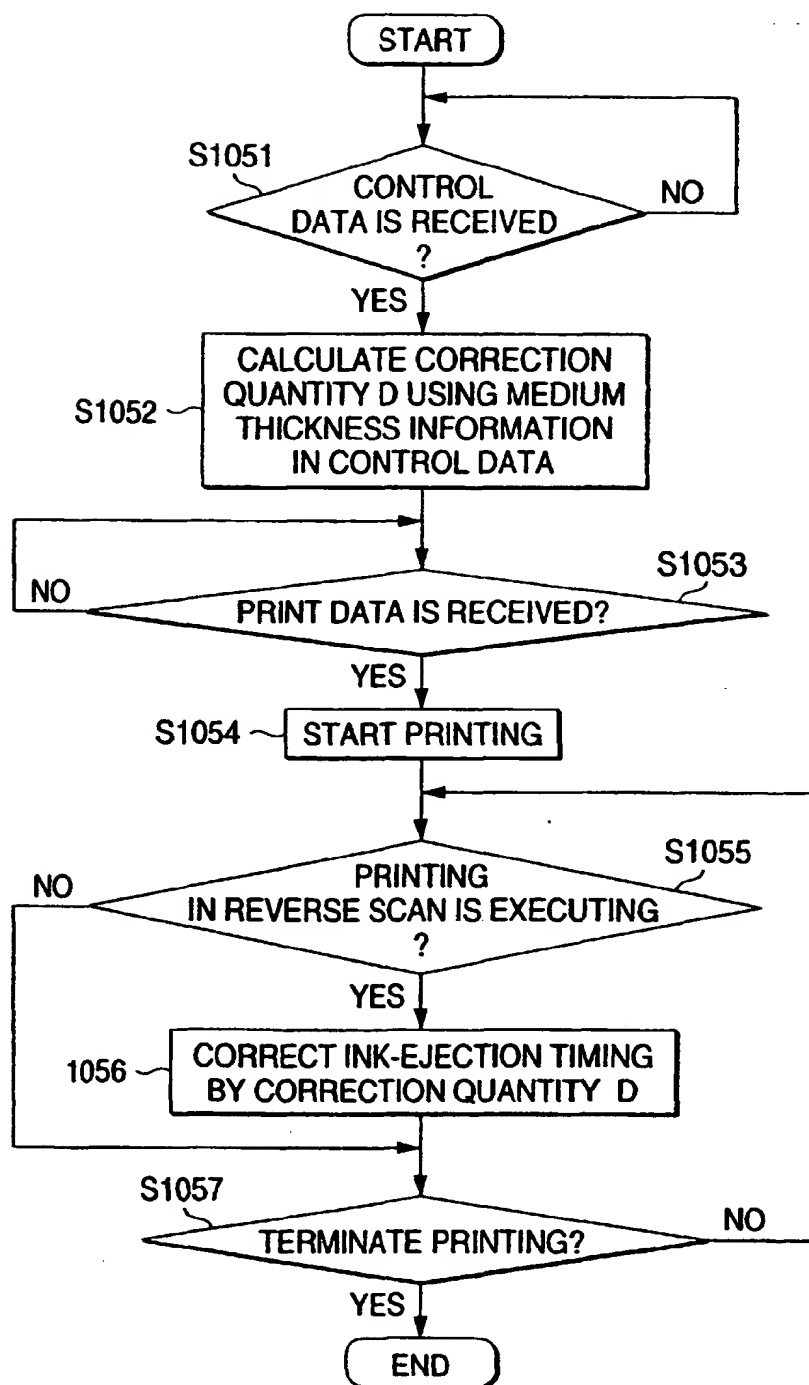 START
S1051
CONTROL
DATA IS RECEIVED
?
NO
YES
S1052
CALCULATE CORRECTION
QUANTITY D USING MEDIUM
THICKNESS INFORMATION
IN CONTROL DATA
S1053
NO
PRINT DATA IS RECEIVED?
YES
S1054
START PRINTING
S1055
NO
PRINTING
IN REVERSE SCAN IS EXECUTING
?
YES
1056
CORRECT INK-EJECTION TIMING
BY CORRECTION QUANTITY D
S1057
TERMINATE PRINTING?
NO
YES
END